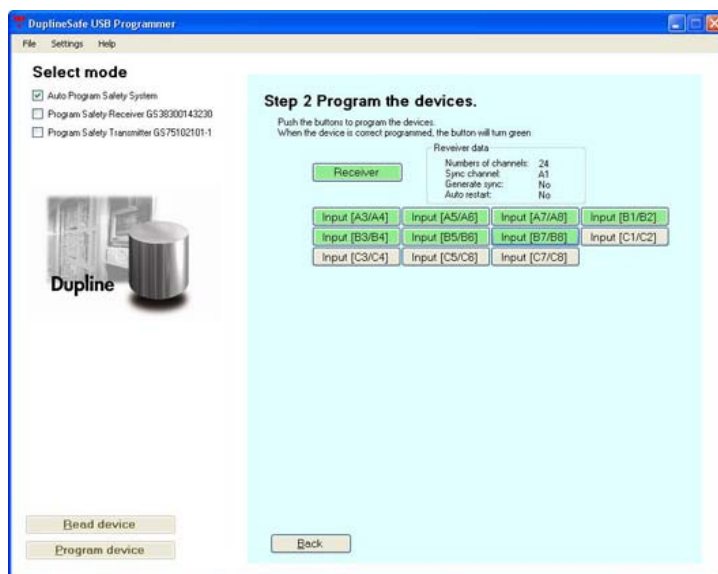 DuplineSafe USB Programmer
File Settings Help
Select mode
Auto Program Safety System
Program Safety Receiver GS38300143230
Program Safety Transmitter GS75102101-1
Dupline
Read device
Program device
Step 2 Program the devices.
Push the buttons to program the devices.
When the device is correct programmed, the button will turn green
Receiver
Reveiver data
Numbers of channels: 24
Sync channel: A1
Generate sync: No
Auto restart: No
Input [A3/A4] Input [A5/A6] Input [A7/A8] Input [B1/B2]
Input [B3/B4] Input [B5/B6] Input [B7/B8] Input [C1/C2]
Input [C3/C4] Input [C5/C6] Input [C7/C8]
Back